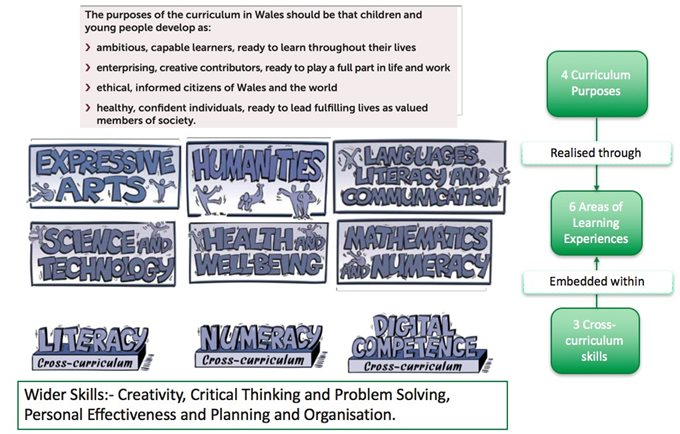 The purposes of the curriculum in Wales should be that children and
young people develop as:
› ambitious, capable learners, ready to learn throughout their lives
› enterprising, creative contributors, ready to play a full part in life and work
› ethical, informed citizens of Wales and the world
› healthy, confident individuals, ready to lead fulfilling lives as valued
members of society.
EXPRESSIVE
ARTS
HUMANITIES
LANGUAGES,
LITERACY AND
COMMUNICATION
SCIENCE AND
TECHNOLOGY
HEALTH AND
WELL-BEING
MATHEMATICS
AND NUMERACY
LITERACY
Cross-curriculum
NUMERACY
Cross-curriculum
DIGITAL
COMPETENCE
Cross-curriculum
Wider Skills:- Creativity, Critical Thinking and Problem Solving,
Personal Effectiveness and Planning and Organisation.
4 Curriculum
Purposes
Realised through
6 Areas of
Learning
Experiences
Embedded within
3 Cross-
curriculum
skills